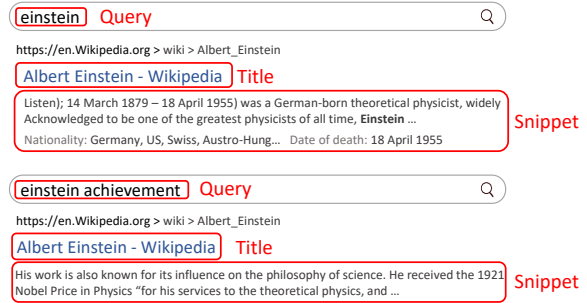 einstein Query
https://en.Wikipedia.org > wiki > Albert_Einstein
Albert Einstein - Wikipedia Title
Listen); 14 March 1879 – 18 April 1955) was a German-born theoretical physicist, widely
Acknowledged to be one of the greatest physicists of all time, Einstein ...
Snippet
Nationality: Germany, US, Swiss, Austro-Hung... Date of death: 18 April 1955
einstein achievement Query
https://en.Wikipedia.org > wiki > Albert_Einstein
Albert Einstein - Wikipedia Title
His work is also known for its influence on the philosophy of science. He received the 1921
Snippet
Nobel Price in Physics “for his services to the theoretical physics, and ...